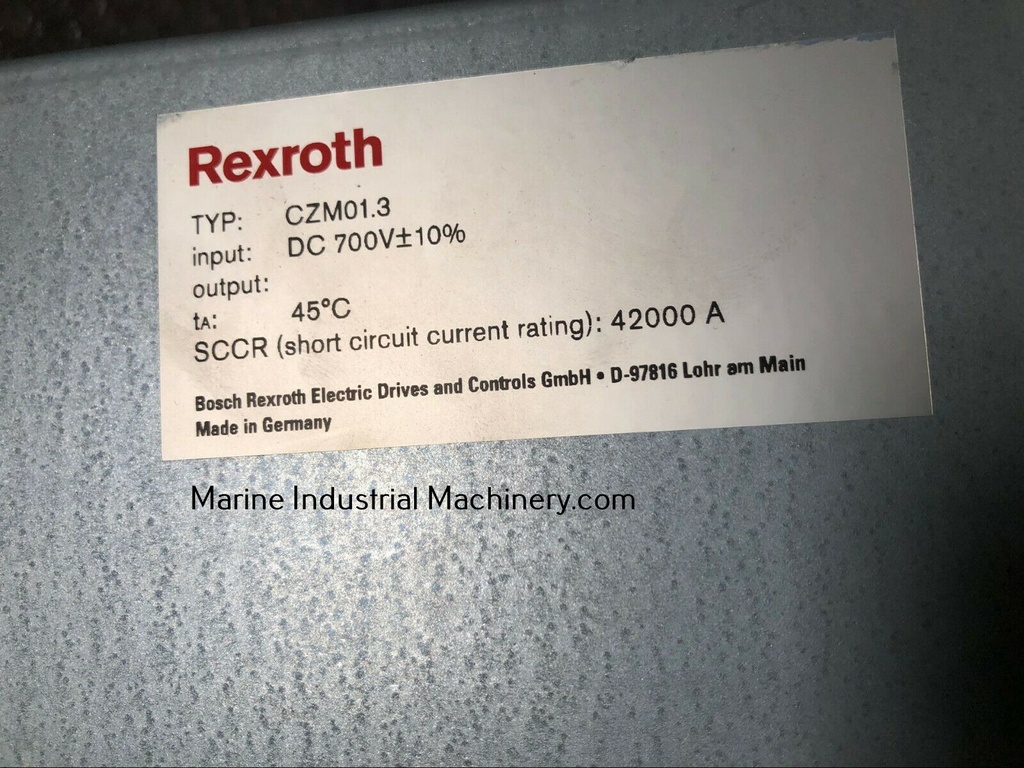 Rexroth
TYP: CZM01.3
input: DC 700V±10%
output:
tA: 45°C
SCCR (short circuit current rating): 42000 A
Bosch Rexroth Electric Drives and Controls GmbH • D-97816 Lohr am Main
Made in Germany
Marine Industrial Machinery.com